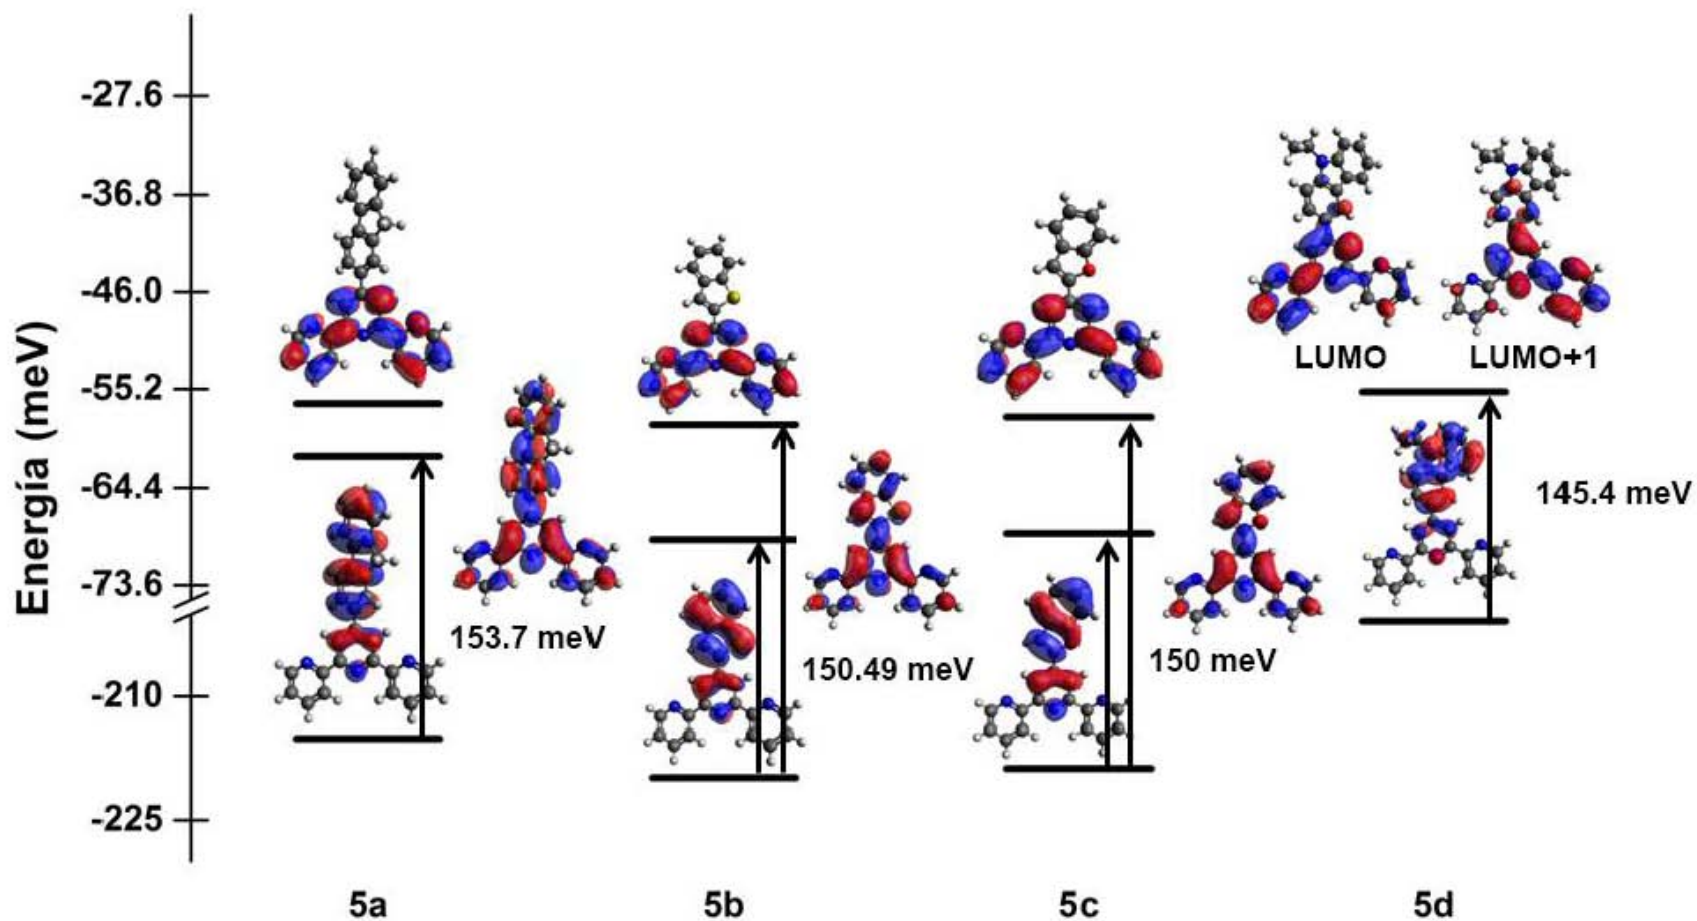 Energía (meV)
-27.6
-36.8
-46.0
-55.2
-64.4
-73.6
-210
-225
LUMO
LUMO+1
153.7 meV
150.49 meV
150 meV
145.4 meV
5a
5b
5c
5d